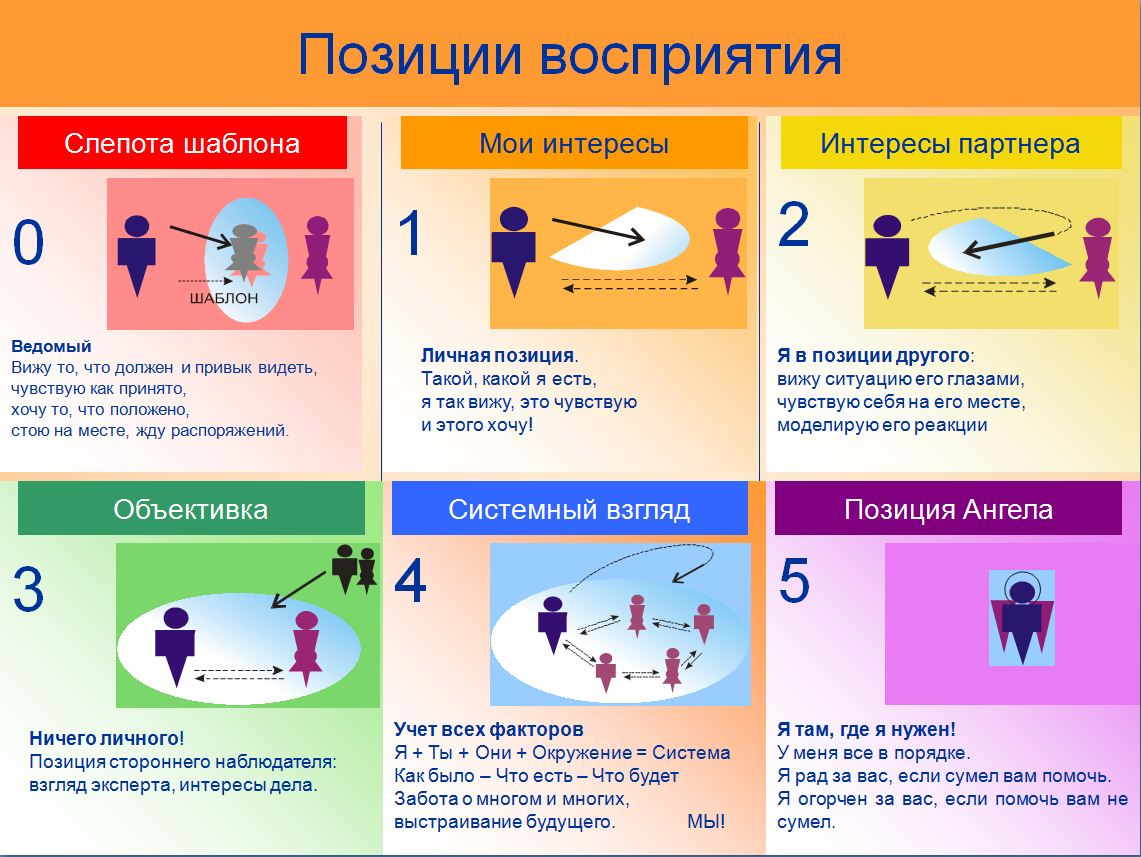 Позиции восприятия
Слепота шаблона
0
ШАБЛОН
Ведомый
Вижу то, что должен и привык видеть,
чувствую как принято,
хочу то, что положено,
стою на месте, жду распоряжений.
Мои интересы
1
Личная позиция.
Такой, какой я есть,
я так вижу, это чувствую
и этого хочу!
Интересы партнера
2
Я в позиции другого:
вижу ситуацию его глазами,
чувствую себя на его месте,
моделирую его реакции
Объективка
3
Ничего личного!
Позиция стороннего наблюдателя:
взгляд эксперта, интересы дела.
Системный взгляд
4
Учет всех факторов
Я + Ты + Они + Окружение = Система
Как было – Что есть – Что будет
Забота о многом и многих,
выстраивание будущего. МЫ!
Позиция Ангела
5
Я там, где я нужен!
У меня все в порядке.
Я рад за вас, если сумел вам помочь.
Я огорчен за вас, если помочь вам не
сумел.